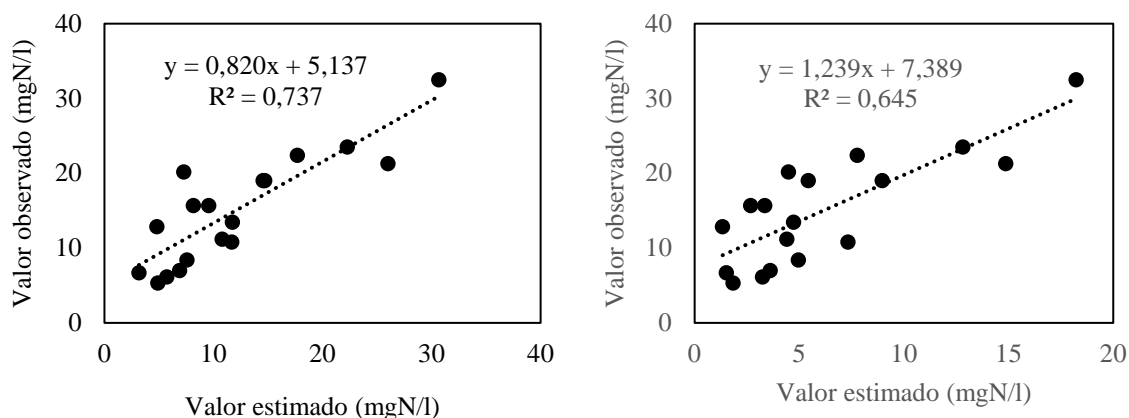 Valor observado (mgN/l)
40
30
20
10
0
y = 0,820x + 5,137
R² = 0,737
0 10 20 30 40
Valor estimado (mgN/l)
Valor observado (mgN/l)
40
30
20
10
0
y = 1,239x + 7,389
R² = 0,645
0 5 10 15 20
Valor estimado (mgN/l)